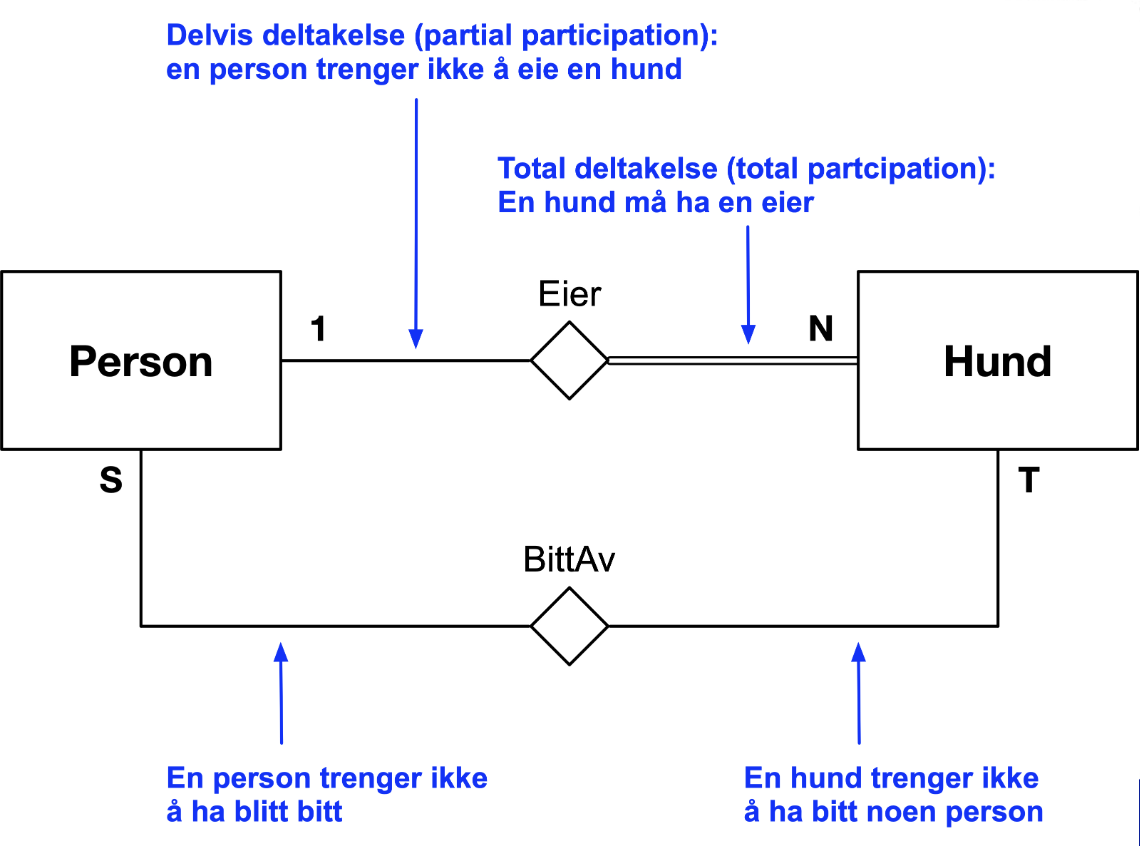 Delvis deltakelse (partial participation):
en person trenger ikke å eie en hund
Total deltakelse (total partcipation):
En hund må ha en eier
Eier
1
N
Person
Hund
S
T
BittAv
En person trenger ikke
å ha blitt bitt
En hund trenger ikke
å ha bitt noen person